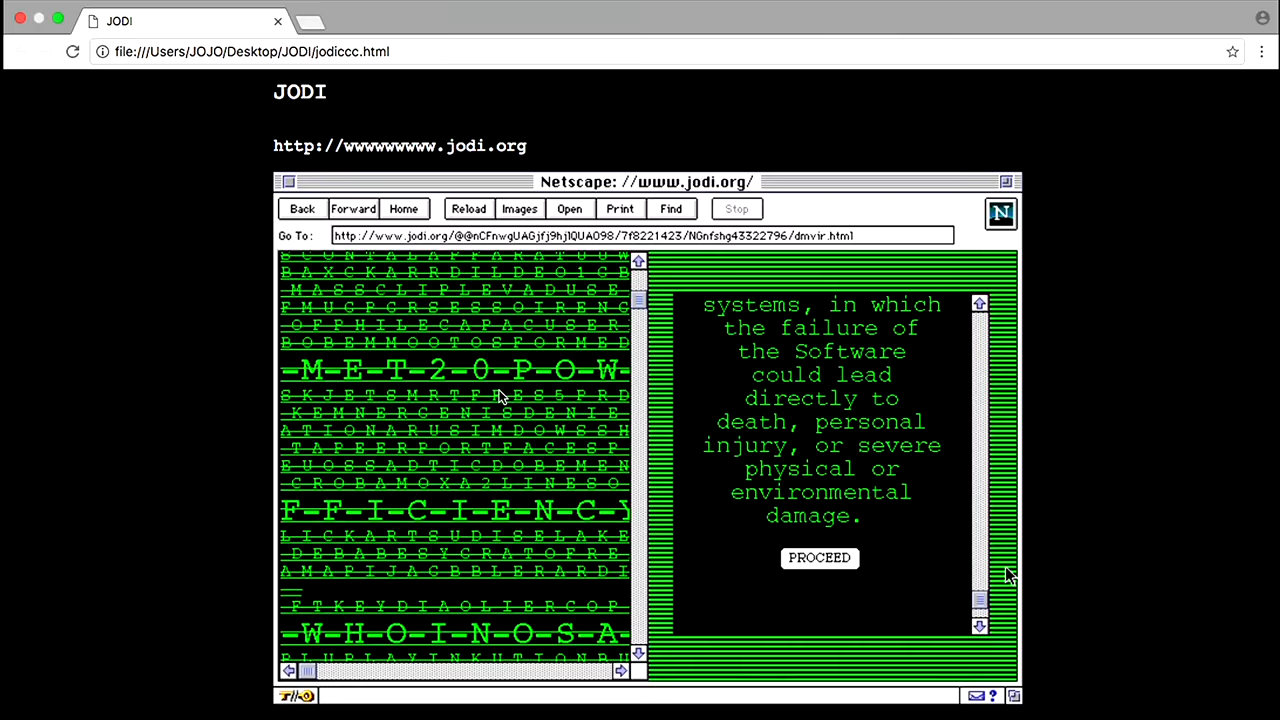 JODI
file:///Users/JOJO/Desktop/JODI/jodiccc.html
JODI
http://wwwwwwwww.jodi.org
Netscape: //www.jodi.org/
Back Forward Home Reload Images Open Print Find Stop
N
Go To: http://www.jodi.org/@@nCFnwgUAGjfj9hjlQUA098/7f8221423/NGnfshg43322796/dmvir.html
B A X C K A R R D I L D E O 1 C B
M A S S C L I P L E V A D U S E
F M U G P G R S E S S O I R E N G
O F P H I L E C A P A C U S E R
B O B E M M O O T O S F O R M E D
-M-E-T-2-0-P-O-W-
S K J E T S M R T F R E S 5 P R D
K E M N E R G E N I S D E N I E
A T I O N A R U S I M D O W S S H
T A P E E R P O R T F A C E S P
E U O S S A D T I C D O B E M E N
C R O B A M O X A 2 L I N E S O
F-F-I-C-I-E-N-C-Y
L I C K A R T S U D I S E L A K E
D E B A B E S Y C R A T O F R E
A M A P I J A C B B L E R A R D I
F T K E Y D I A O L I E R C O P
-W-H-O-I-N-O-S-A-
B L U P L A Y I N K U T I O N B U
systems, in which
the failure of
the Software
could lead
directly to
death, personal
injury, or severe
physical or
environmental
damage.
PROCEED
?